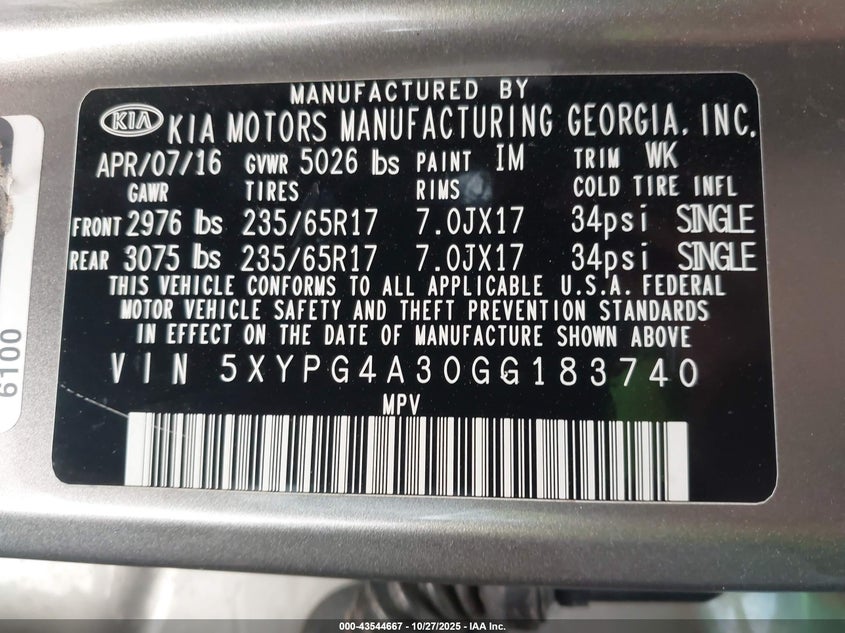 MANUFACTURED BY
KIA KIA MOTORS MANUFACTURING GEORGIA, INC.
APR/07/16 GVWR 5026 lbs PAINT IM TRIM WK
GAWR TIRES RIMS COLD TIRE INFL
FRONT 2976 lbs 235/65R17 7.0JX17 34psi SINGLE
REAR 3075 lbs 235/65R17 7.0JX17 34psi SINGLE
THIS VEHICLE CONFORMS TO ALL APPLICABLE U.S.A. FEDERAL
MOTOR VEHICLE SAFETY AND THEFT PREVENTION STANDARDS
IN EFFECT ON THE DATE OF MANUFACTURE SHOWN ABOVE
VIN 5XYPG4A30GG183740
MPV
6100
000-43544667 - 10/27/2025 - IAA Inc.